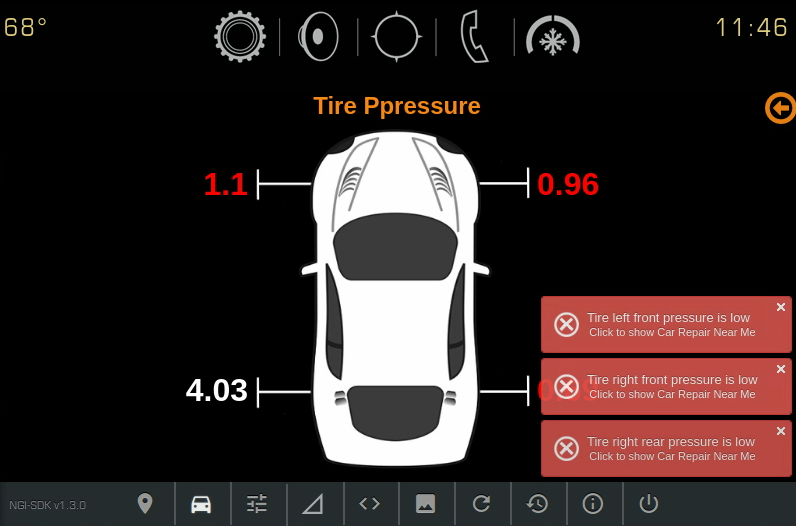 68°
11:46
Tire Ppressure
1.1
0.96
4.03
Tire left front pressure is low
Click to show Car Repair Near Me
Tire right front pressure is low
Click to show Car Repair Near Me
Tire right rear pressure is low
Click to show Car Repair Near Me
NGI-SDK v1.3.0